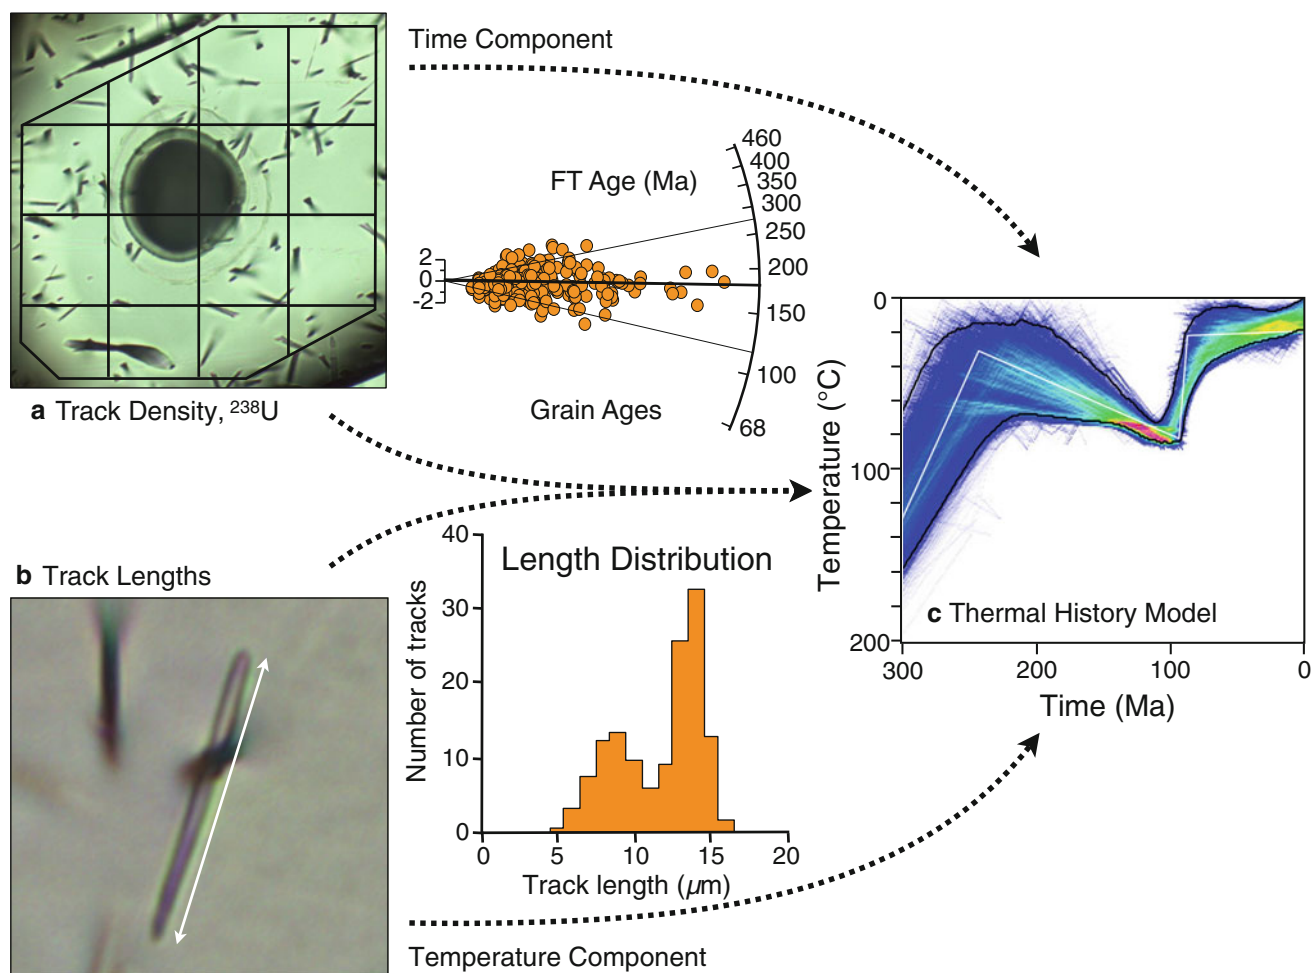 Time Component
FT Age (Ma)
460
400
350
300
250
200
150
100
68
2
0
-2
Grain Ages
a Track Density, ²³⁸U
b Track Lengths
Length Distribution
Number of tracks
40
30
20
10
0
0 5 10 15 20
Track length (µm)
Temperature Component
Temperature (°C)
0
100
200
c Thermal History Model
300 200 100 0
Time (Ma)